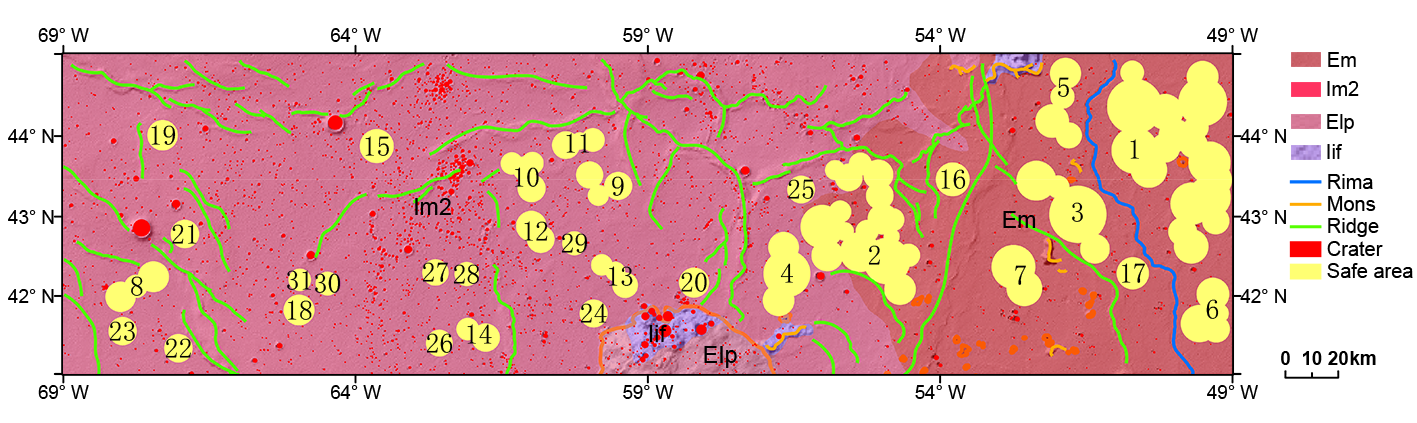 69° W 64° W 59° W 54° W 49° W
Em
5
Im2
44° N 19 15 11 1 44° N
Elp
Iif
10 9 25 16
Rima
Im2 Em 3
Mons
43° N 43° N
21 12 29 2
Ridge
Crater
8 31 30 27 28 13 20 4 7 17
Safe area
42° N 42° N
18 24 6
23 22 26 14 Iif Elp
0 10 20km
69° W 64° W 59° W 54° W 49° W